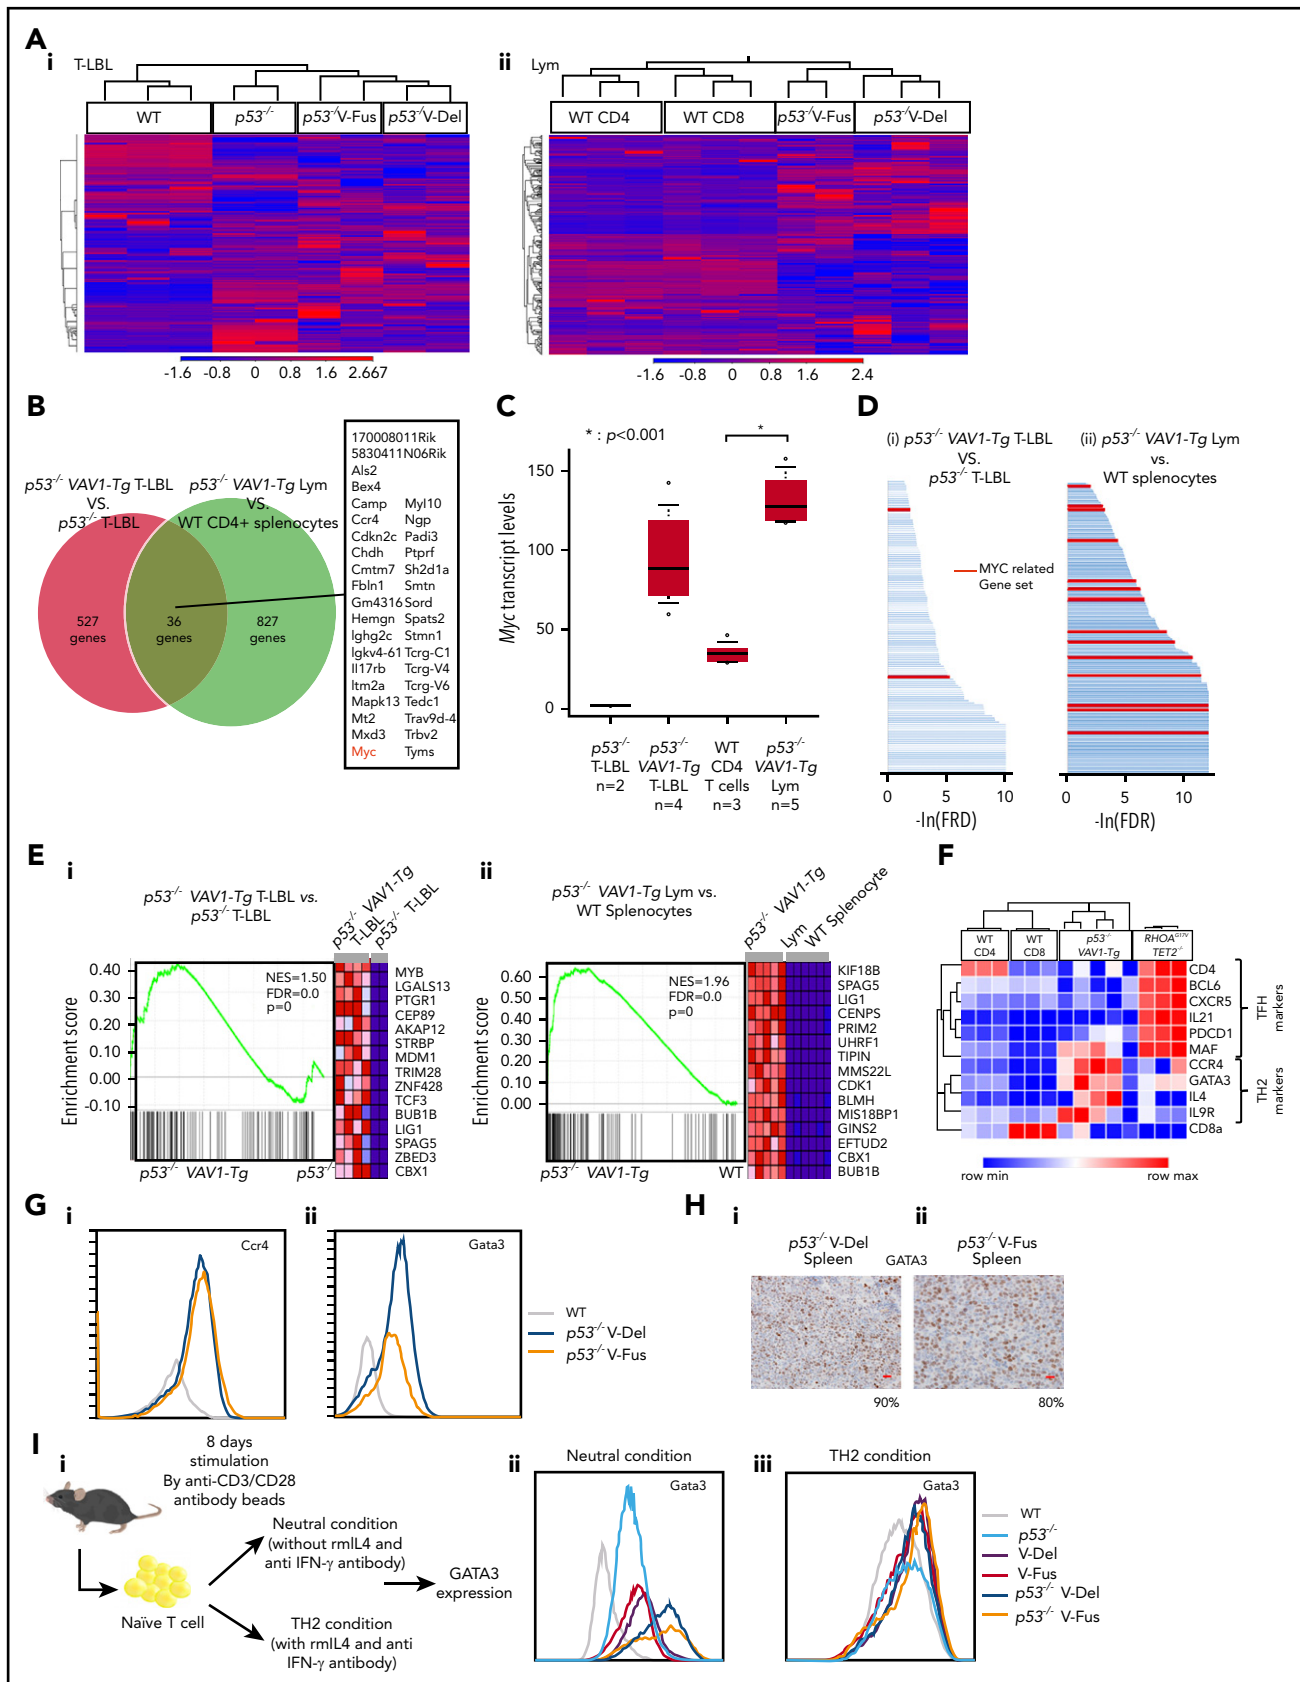 A
i
T-LBL
WT
p53-/-
p53-/-V-Fus
p53-/-V-Del
-1.6 -0.8 0 0.8 1.6 2.667
ii
Lym
WT CD4
WT CD8
p53-/-V-Fus
p53-/-V-Del
-1.6 -0.8 0 0.8 1.6 2.4
B
p53-/- VAV1-Tg T-LBL
VS.
p53-/- T-LBL
p53-/- VAV1-Tg Lym
VS.
WT CD4+ splenocytes
527
genes
36
genes
827
genes
170008011Rik
5830411N06Rik
Als2
Bex4
Camp Myl10
Ccr4 Ngp
Cdkn2c Padi3
Chdh Ptprf
Cmtm7 Sh2d1a
Fbln1 Smtn
Gm4316 Sord
Hemgn Spats2
Ighg2c Stmn1
Igkv4-61 Tcrg-C1
Il17rb Tcrg-V4
Itm2a Tcrg-V6
Mapk13 Tedc1
Mt2 Trav9d-4
Mxd3 Trbv2
Myc Tyms
C
* : p<0.001
*
Myc transcript levels
150
100
50
0
p53-/-
T-LBL
n=2
p53-/-
VAV1-Tg
T-LBL
n=4
WT
CD4
T cells
n=3
p53-/-
VAV1-Tg
Lym
n=5
D
(i) p53-/- VAV1-Tg T-LBL
VS.
p53-/- T-LBL
(ii) p53-/- VAV1-Tg Lym
vs.
WT splenocytes
MYC related
Gene set
0 5 10
-ln(FRD)
0 5 10
-ln(FDR)
E
i
p53-/- VAV1-Tg T-LBL vs.
p53-/- T-LBL
p53-/- VAV1-Tg
T-LBL
p53-/- T-LBL
Enrichment score
0.40
0.30
0.20
0.10
0.00
-0.10
NES=1.50
FDR=0.0
p=0
p53-/- VAV1-Tg
p53-/-
MYB
LGALS13
PTGR1
CEP89
AKAP12
STRBP
MDM1
TRIM28
ZNF428
TCF3
BUB1B
LIG1
SPAG5
ZBED3
CBX1
ii
p53-/- VAV1-Tg Lym vs.
WT Splenocytes
p53-/- VAV1-Tg
Lym
WT Splenocyte
Enrichment score
0.60
0.50
0.40
0.30
0.20
0.10
0.00
NES=1.96
FDR=0.0
p=0
p53-/- VAV1-Tg
WT
KIF18B
SPAG5
LIG1
CENPS
PRIM2
UHRF1
TIPIN
MMS22L
CDK1
BLMH
MIS18BP1
GINS2
EFTUD2
CBX1
BUB1B
F
WT
CD4
WT
CD8
p53-/-
VAV1-Tg
RHOAG17V
TET2-/-
CD4
BCL6
CXCR5
IL21
PDCD1
MAF
CCR4
GATA3
IL4
IL9R
CD8a
TFH
markers
TH2
markers
row min
row max
G
i
Ccr4
ii
Gata3
WT
p53-/- V-Del
p53-/- V-Fus
H
i
p53-/- V-Del
Spleen
GATA3
ii
p53-/- V-Fus
Spleen
90%
80%
I
i
8 days
stimulation
By anti-CD3/CD28
antibody beads
Naïve T cell
Neutral condition
(without rmIL4 and
anti IFN-γ antibody)
TH2 condition
(with rmIL4 and anti
IFN-γ antibody)
GATA3
expression
ii
Neutral condition
Gata3
iii
TH2 condition
Gata3
WT
p53-/-
V-Del
V-Fus
p53-/- V-Del
p53-/- V-Fus